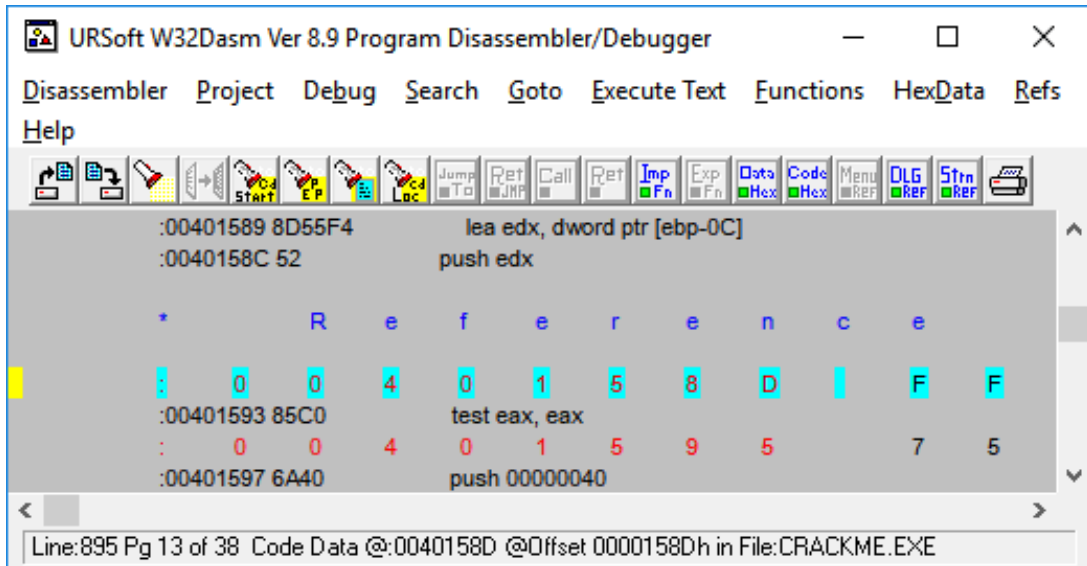 URSoft W32Dasm Ver 8.9 Program Disassembler/Debugger
Disassembler Project Debug Search Goto Execute Text Functions HexData Refs
Help
Cd Start P.E.P Cd Loc Jump To Ret JMP Call Ret Imp Fn Exp Fn Data Hex Code Hex Menu REF DLG REF Strn REF
:00401589 8D55F4 lea edx, dword ptr [ebp-0C]
:0040158C 52 push edx
* R e f e r e n c e
: 0 0 4 0 1 5 8 D F F
:00401593 85C0 test eax, eax
: 0 0 4 0 1 5 9 5 7 5
:00401597 6A40 push 00000040
Line:895 Pg 13 of 38 Code Data @:0040158D @Offset 0000158Dh in File:CRACKME.EXE